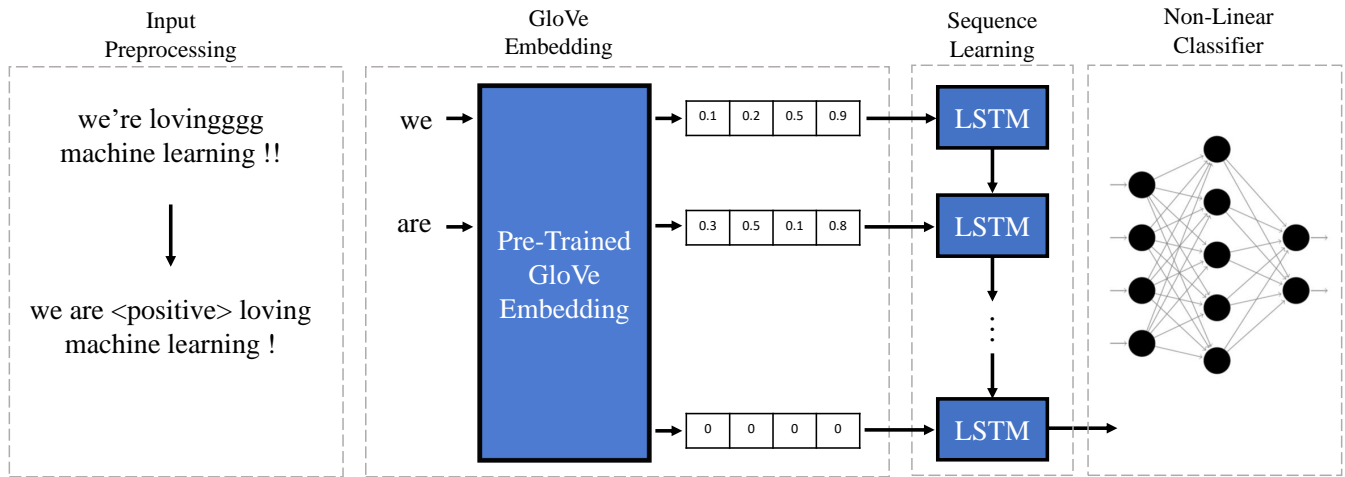 Input
Preprocessing
we're lovingggg
machine learning !!
we are <positive> loving
machine learning !
GloVe
Embedding
we
are
Pre-Trained
GloVe
Embedding
0.1 0.2 0.5 0.9
0.3 0.5 0.1 0.8
0 0 0 0
Sequence
Learning
LSTM
LSTM
LSTM
Non-Linear
Classifier